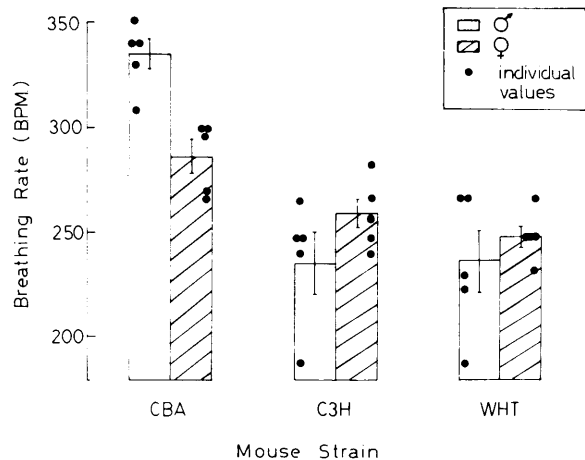 350
300
250
200
Breathing Rate (BPM.)
♂
♀
individual
values
CBA
C3H
WHT
Mouse Strain